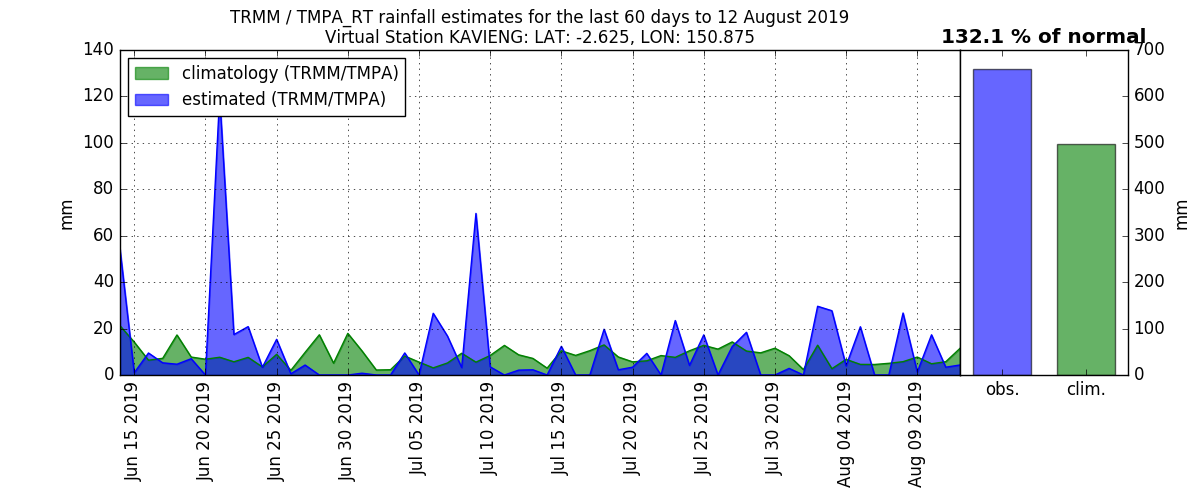 TRMM / TMPA_RT rainfall estimates for the last 60 days to 12 August 2019
Virtual Station KAVIENG: LAT: -2.625, LON: 150.875
132.1 % of normal
climatology (TRMM/TMPA)
estimated (TRMM/TMPA)
140
120
100
80
60
40
20
0
mm
Jun 15 2019
Jun 20 2019
Jun 25 2019
Jun 30 2019
Jul 05 2019
Jul 10 2019
Jul 15 2019
Jul 20 2019
Jul 25 2019
Jul 30 2019
Aug 04 2019
Aug 09 2019
obs.
clim.
700
600
500
400
300
200
100
0
mm